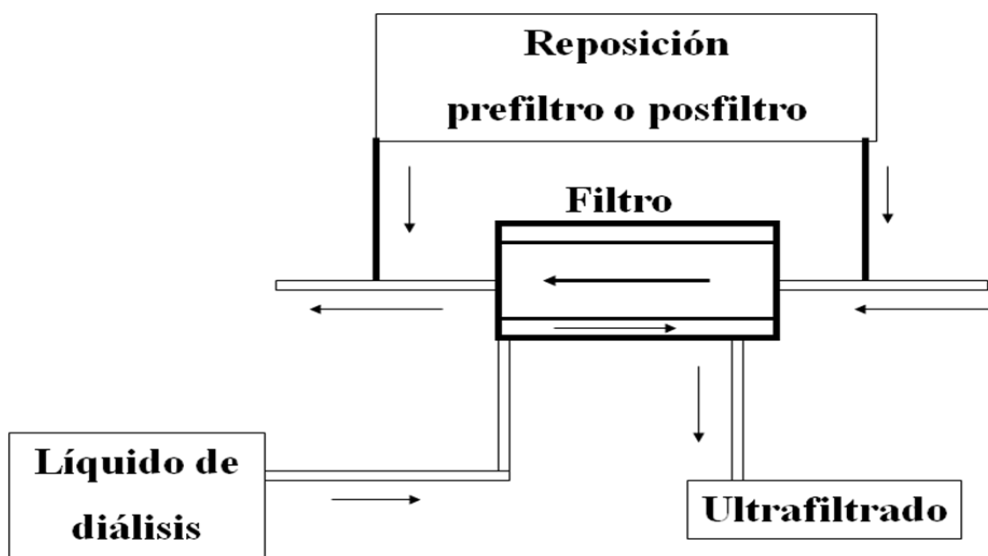 Reposición
prefiltro o posfiltro
Filtro
Líquido de
diálisis
Ultrafiltrado